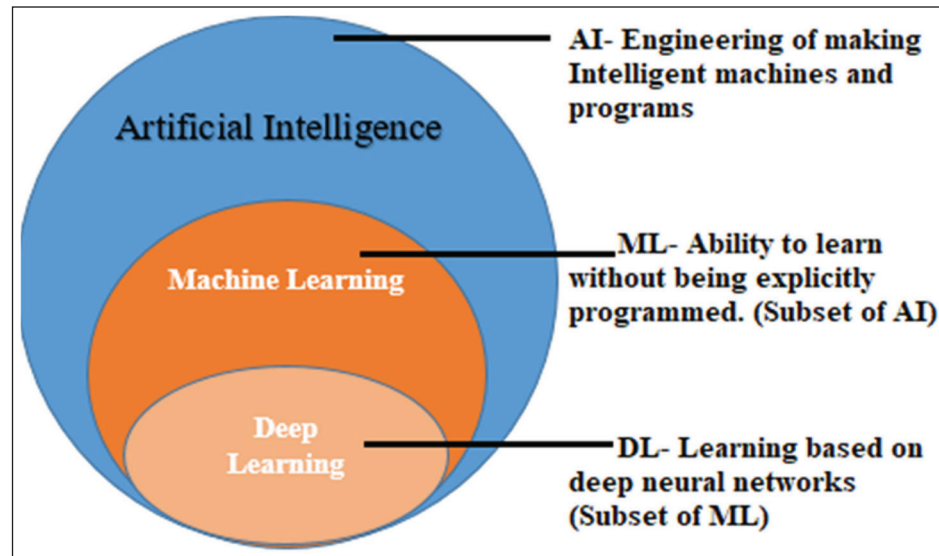 Artificial Intelligence
AI- Engineering of making
Intelligent machines and
programs
Machine Learning
ML- Ability to learn
without being explicitly
programmed. (Subset of AI)
Deep
Learning
DL- Learning based on
deep neural networks
(Subset of ML)